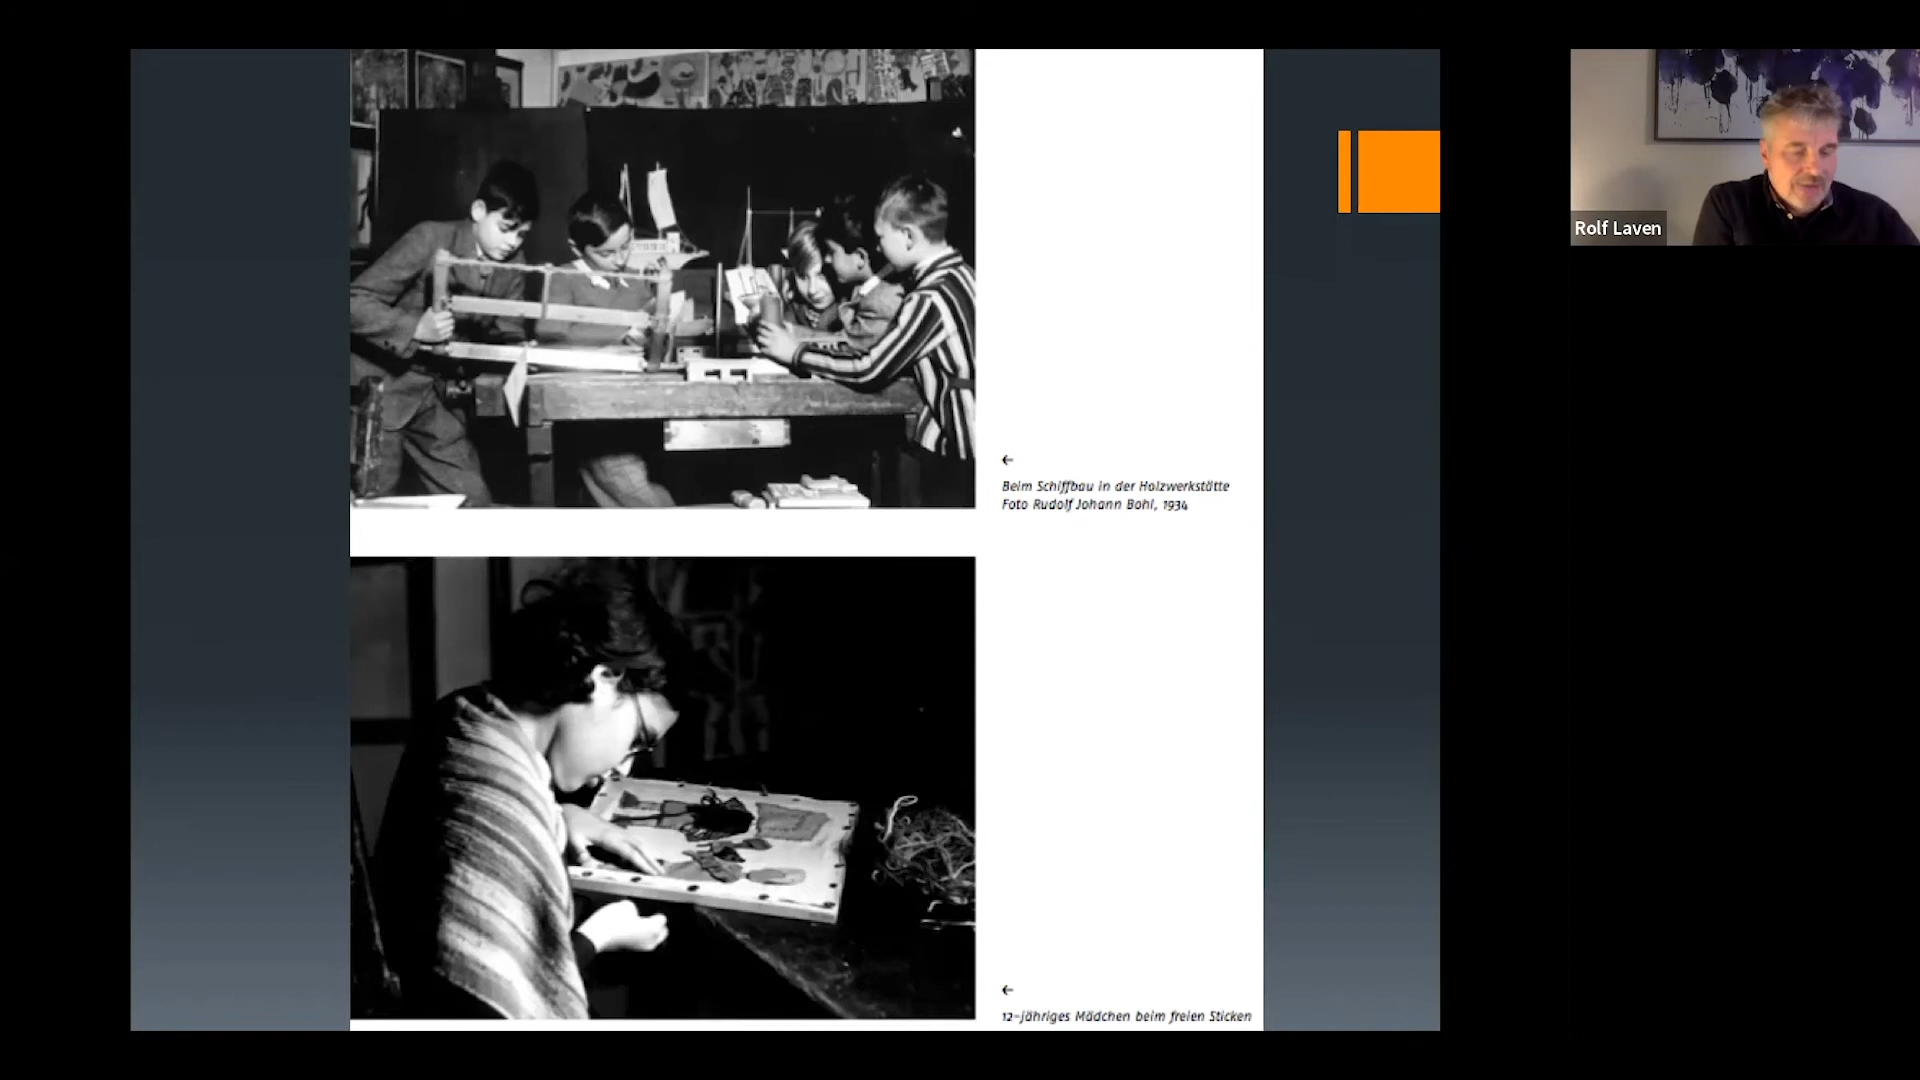 Rolf Laven
←
Beim Schiffbau in der Holzwerkstätte
Foto Rudolf Johann Bohl, 1934
←
12-jähriges Mädchen beim freien Sticken